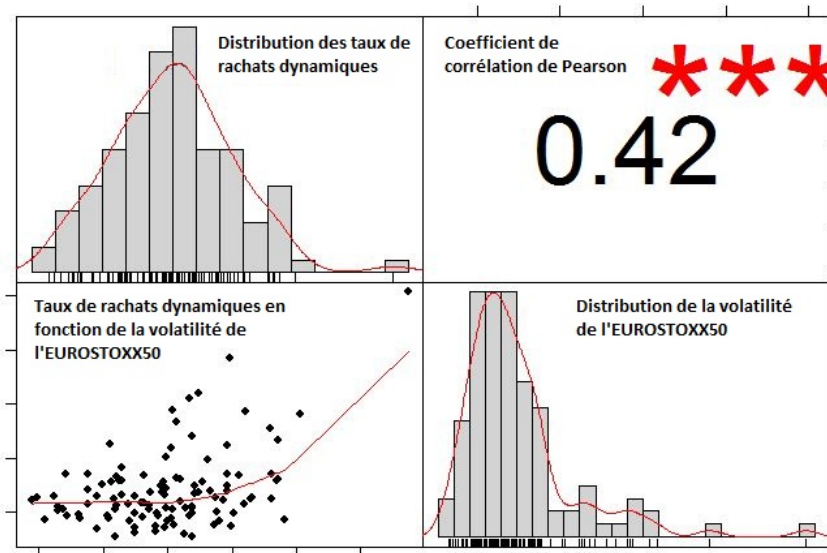 Distribution des taux de
rachats dynamiques
Coefficient de
corrélation de Pearson
***
0.42
Taux de rachats dynamiques en
fonction de la volatilité de
l'EUROSTOXX50
Distribution de la volatilité
de l'EUROSTOXX50